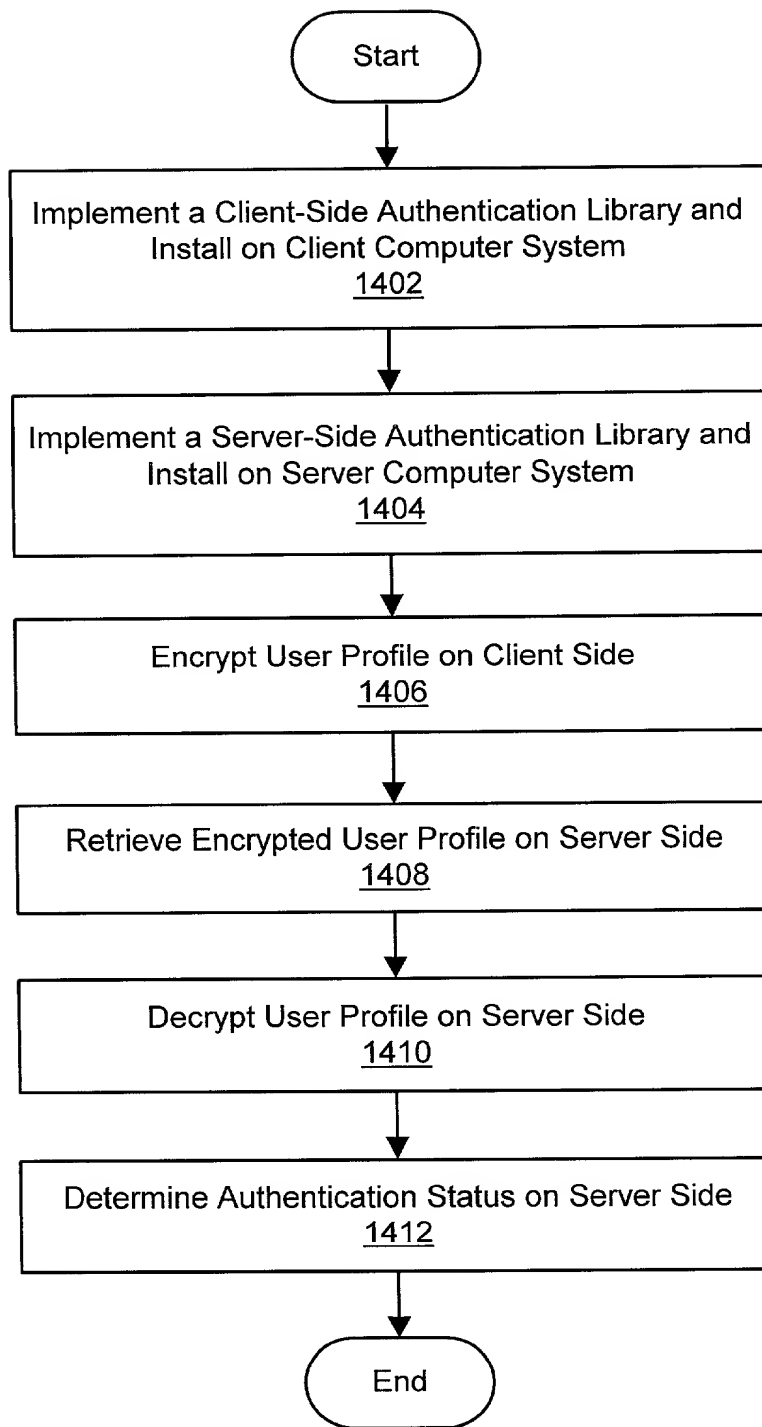 Start
Implement a Client-Side Authentication Library and
Install on Client Computer System
1402
Implement a Server-Side Authentication Library and
Install on Server Computer System
1404
Encrypt User Profile on Client Side
1406
Retrieve Encrypted User Profile on Server Side
1408
Decrypt User Profile on Server Side
1410
Determine Authentication Status on Server Side
1412
End